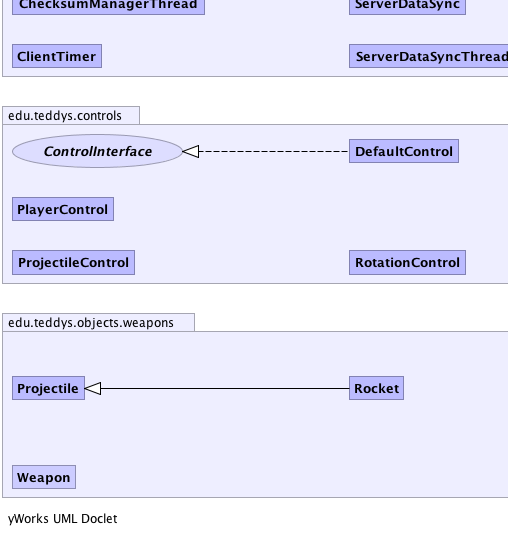 ChecksumManagerThread ServerDataSync
ClientTimer ServerDataSyncThread
edu.teddys.controls
ControlInterface DefaultControl
PlayerControl
ProjectileControl RotationControl
edu.teddys.objects.weapons
Projectile Rocket
Weapon
yWorks UML Doclet